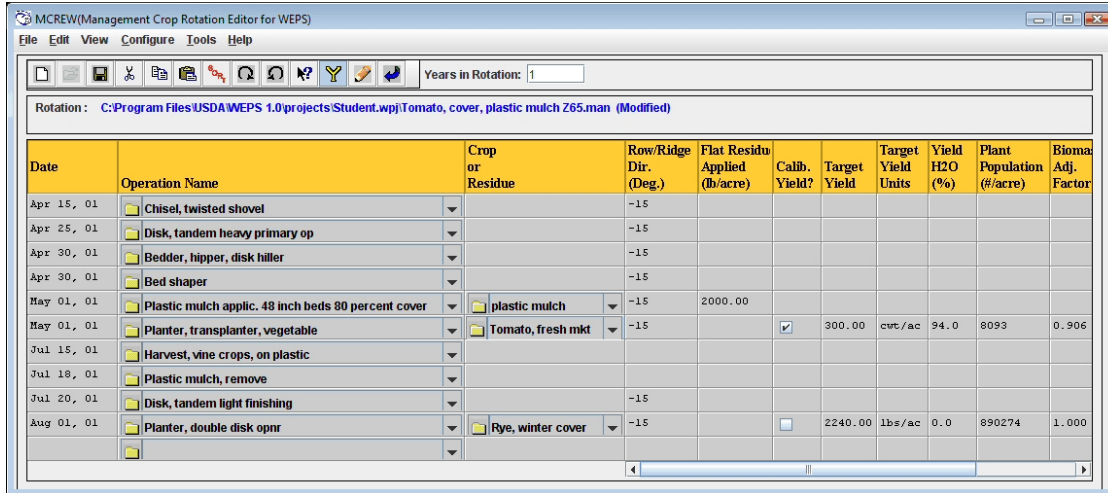 MCREW(Management Crop Rotation Editor for WEPS)
File Edit View Configure Tools Help
SORT Years in Rotation: 1
Rotation : C:\Program Files\USDA\WEPS 1.0\projects\Student.wpj\Tomato, cover, plastic mulch Z65.man (Modified)
Date Operation Name Crop or Residue Row/Ridge Dir. (Deg.) Flat Residu Applied (lb/acre) Calib. Yield? Target Yield Target Yield Units Yield H2O (%) Plant Population (#/acre) Biomas Adj. Factor
Apr 15, 01 Chisel, twisted shovel -15
Apr 25, 01 Disk, tandem heavy primary op -15
Apr 30, 01 Bedder, hipper, disk hiller -15
Apr 30, 01 Bed shaper -15
May 01, 01 Plastic mulch applic. 48 inch beds 80 percent cover plastic mulch -15 2000.00
May 01, 01 Planter, transplanter, vegetable Tomato, fresh mkt -15 300.00 cwt/ac 94.0 8093 0.906
Jul 15, 01 Harvest, vine crops, on plastic
Jul 18, 01 Plastic mulch, remove
Jul 20, 01 Disk, tandem light finishing -15
Aug 01, 01 Planter, double disk opnr Rye, winter cover -15 2240.00 lbs/ac 0.0 890274 1.000